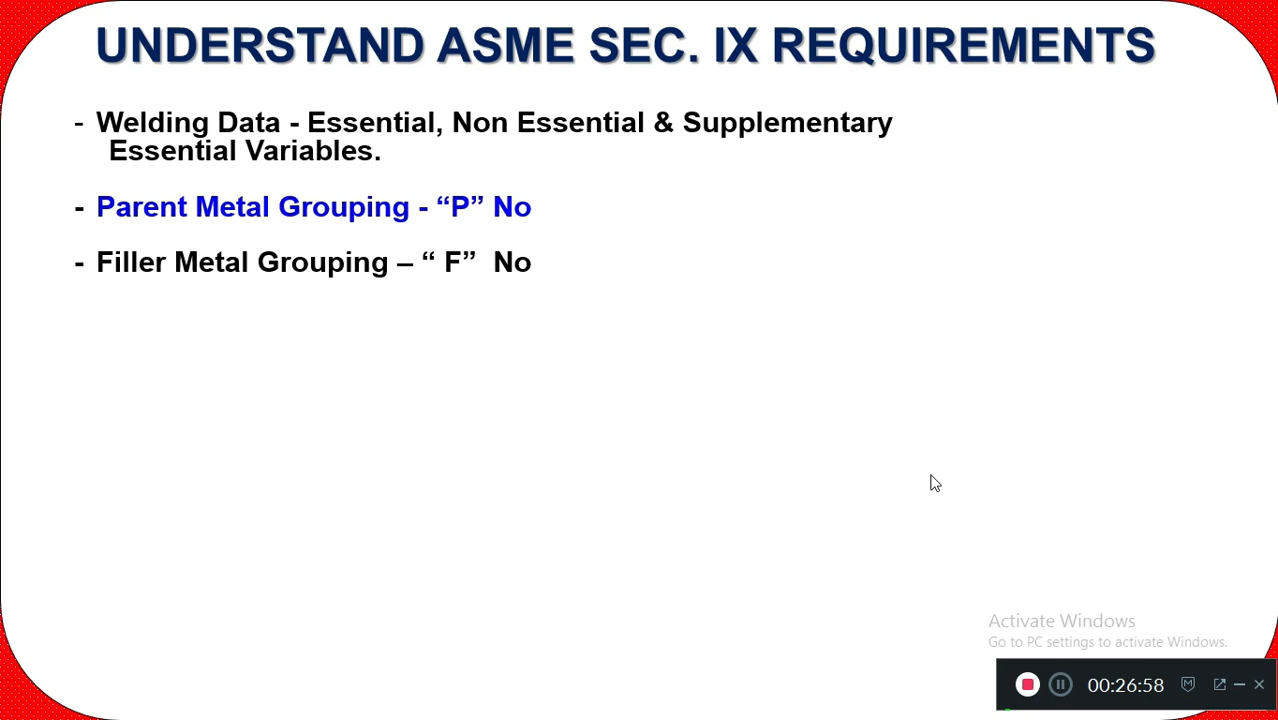 UNDERSTAND ASME SEC. IX REQUIREMENTS
- Welding Data - Essential, Non Essential & Supplementary
Essential Variables.
- Parent Metal Grouping - “P” No
- Filler Metal Grouping – “ F” No
Activate Windows
Go to PC settings to activate Windows.
00:26:58